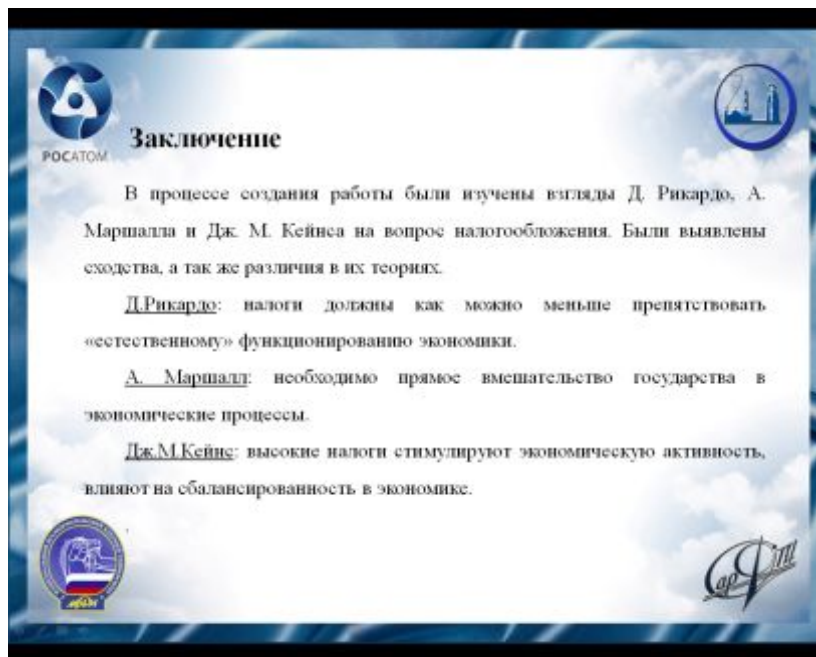 РОСАТОМ
Заключение
В процессе создания работы были изучены взгляды Д. Рикардо, А.
Маршалла и Дж. М. Кейнса на вопрос налогообложения. Были выявлены
сходства, а так же различия в их теориях.
Д.Рикардо: налоги должны как можно меньше препятствовать
«естественному» функционированию экономики.
А. Маршалл: необходимо прямое вмешательство государства в
экономические процессы.
Дж.М.Кейнс: высокие налоги стимулируют экономическую активность,
влияют на сбалансированность в экономике.
.
СарФТИ